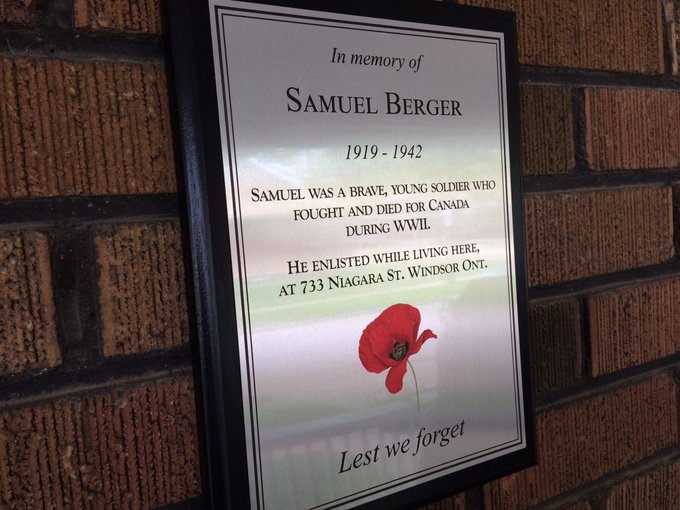 In memory of
SAMUEL BERGER
1919 - 1942
SAMUEL WAS A BRAVE, YOUNG SOLDIER WHO
FOUGHT AND DIED FOR CANADA
DURING WWII.
HE ENLISTED WHILE LIVING HERE,
AT 733 NIAGARA ST. WINDSOR ONT.
Lest we forget